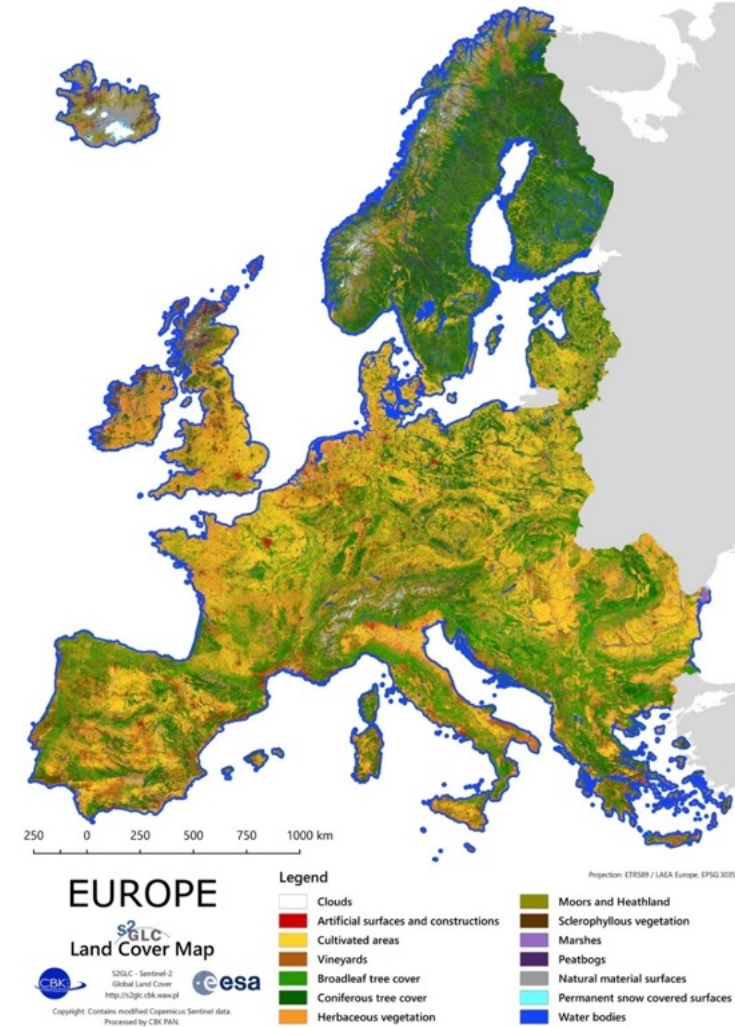 250 0 250 500 750 1000 km
Projection: ETRS89 / LAEA Europe, EPSG:3035
EUROPE
S2GLC
Land Cover Map
CBK
S2GLC - Sentinel-2
Global Land Cover
http://s2glc.cbk.waw.pl
esa
Copyright: Contains modified Copernicus Sentinel data.
Processed by CBK PAN.
Legend
Clouds
Artificial surfaces and constructions
Cultivated areas
Vineyards
Broadleaf tree cover
Coniferous tree cover
Herbaceous vegetation
Moors and Heathland
Sclerophyllous vegetation
Marshes
Peatbogs
Natural material surfaces
Permanent snow covered surfaces
Water bodies